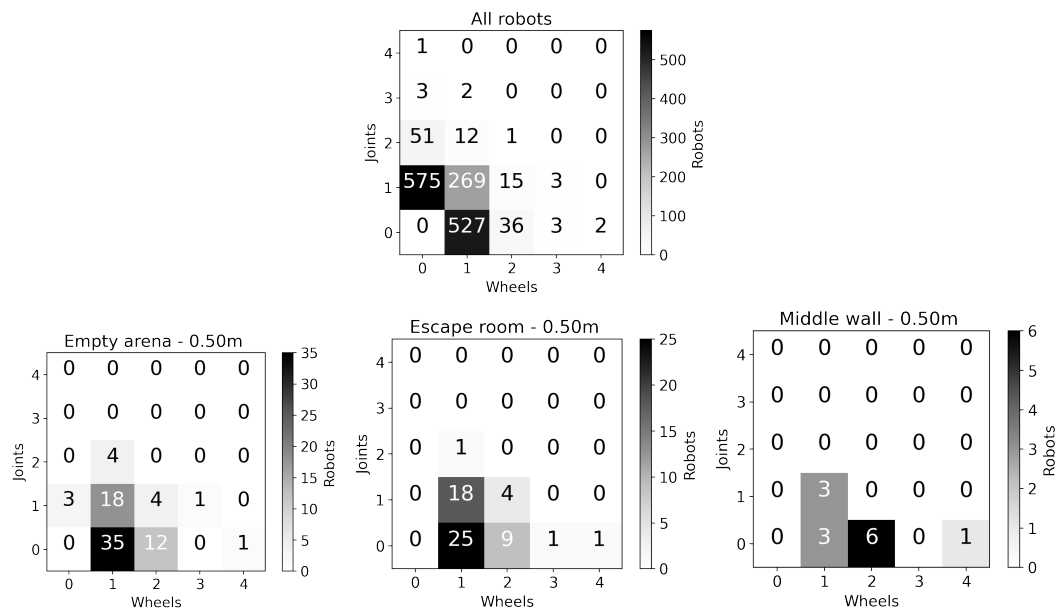 All robots
4 1 0 0 0 0
3 3 2 0 0 0
2 51 12 1 0 0
1 575 269 15 3 0
0 0 527 36 3 2
0 1 2 3 4
Wheels
Joints
500
400
300
200
100
0
Robots
Empty arena - 0.50m
4 0 0 0 0 0
3 0 0 0 0 0
2 0 4 0 0 0
1 3 18 4 1 0
0 0 35 12 0 1
0 1 2 3 4
Wheels
Joints
35
30
25
20
15
10
5
0
Robots
Escape room - 0.50m
4 0 0 0 0 0
3 0 0 0 0 0
2 0 1 0 0 0
1 0 18 4 0 0
0 0 25 9 1 1
0 1 2 3 4
Wheels
Joints
25
20
15
10
5
0
Robots
Middle wall - 0.50m
4 0 0 0 0 0
3 0 0 0 0 0
2 0 0 0 0 0
1 0 3 0 0 0
0 0 3 6 0 1
0 1 2 3 4
Wheels
Joints
6
5
4
3
2
1
0
Robots